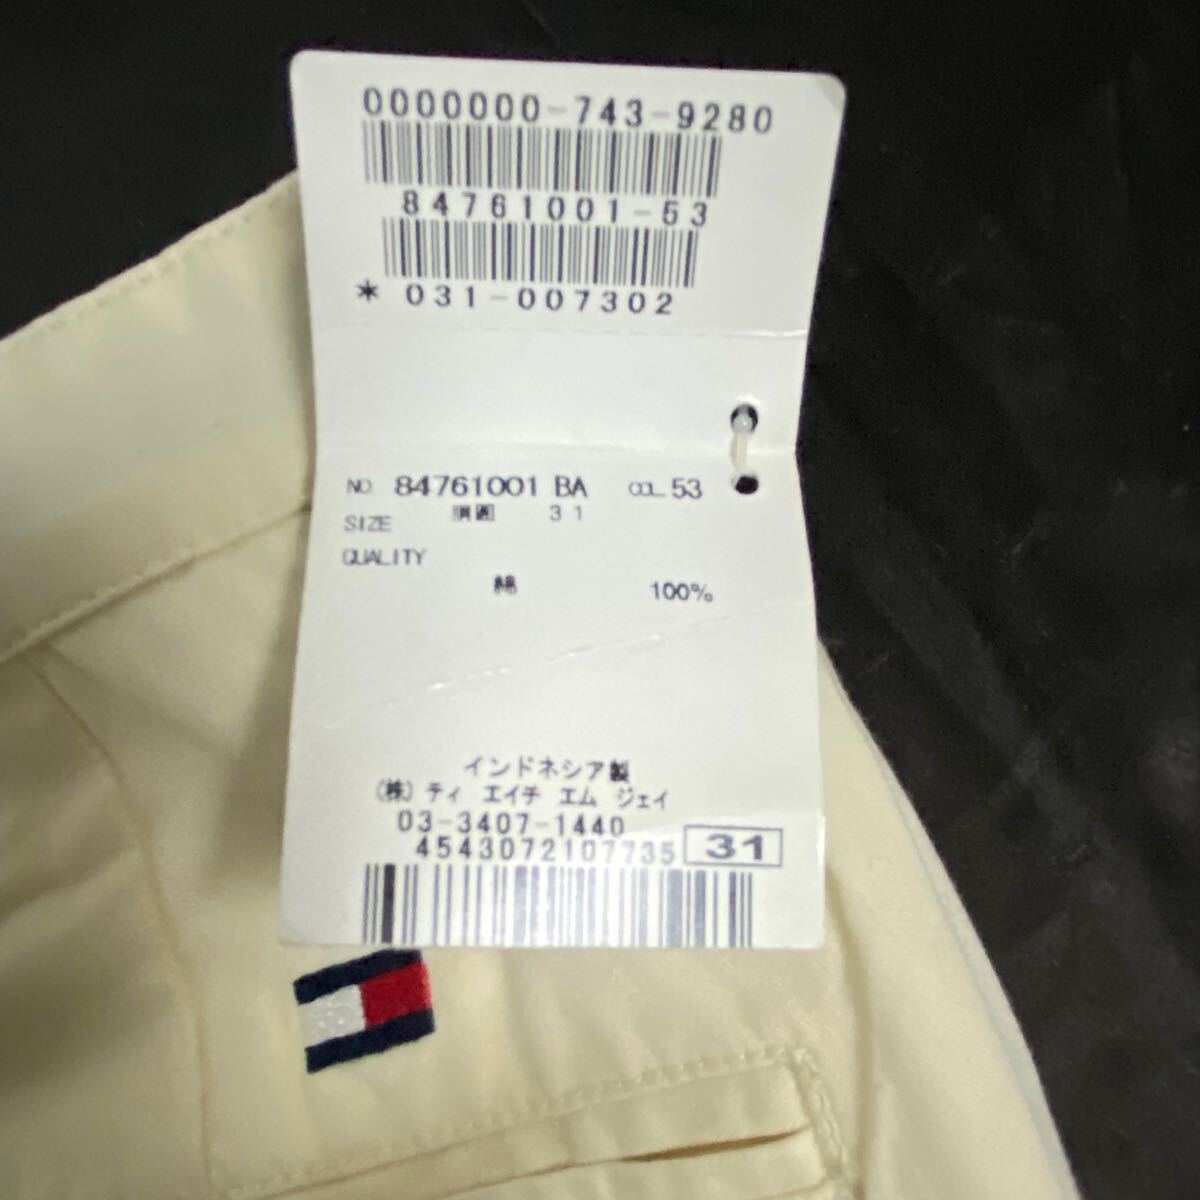 0000000-743-9280
84761001-53
* 031-007302
NO. 84761001 BA COL.53
SIZE 胴囲 31
QUALITY
綿 100%
インドネシア製
(株) ティ エイチ エム ジェイ
03-3407-1440
4543072107735 31